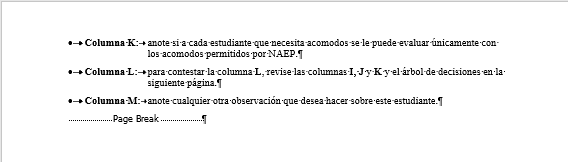 • Columna K: anote si a cada estudiante que necesita acomodos se le puede evaluar únicamente con
los acomodos permitidos por NAEP.¶
• Columna L: para contestar la columna L, revise las columnas I, J y K y el árbol de decisiones en la
siguiente página.¶
• Columna M: anote cualquier otra observación que desea hacer sobre este estudiante.¶
Page Break ¶